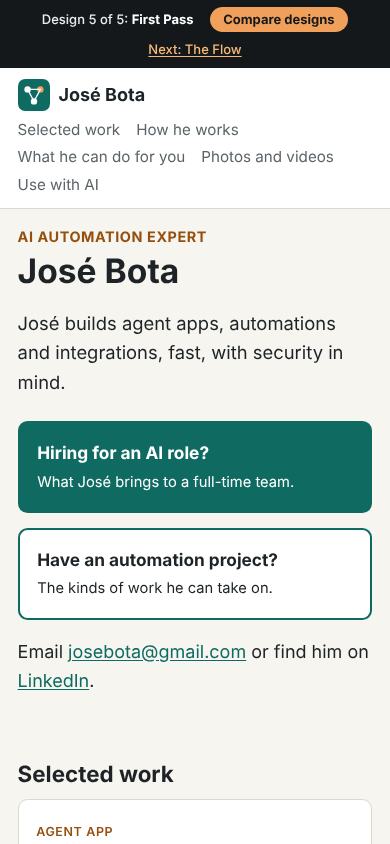 Design 5 of 5: First Pass Compare designs
Next: The Flow
José Bota
Selected work How he works
What he can do for you Photos and videos
Use with AI
AI AUTOMATION EXPERT
José Bota
José builds agent apps, automations
and integrations, fast, with security in
mind.
Hiring for an AI role?
What José brings to a full-time team.
Have an automation project?
The kinds of work he can take on.
Email josebota@gmail.com or find him on
LinkedIn.
Selected work
AGENT APP